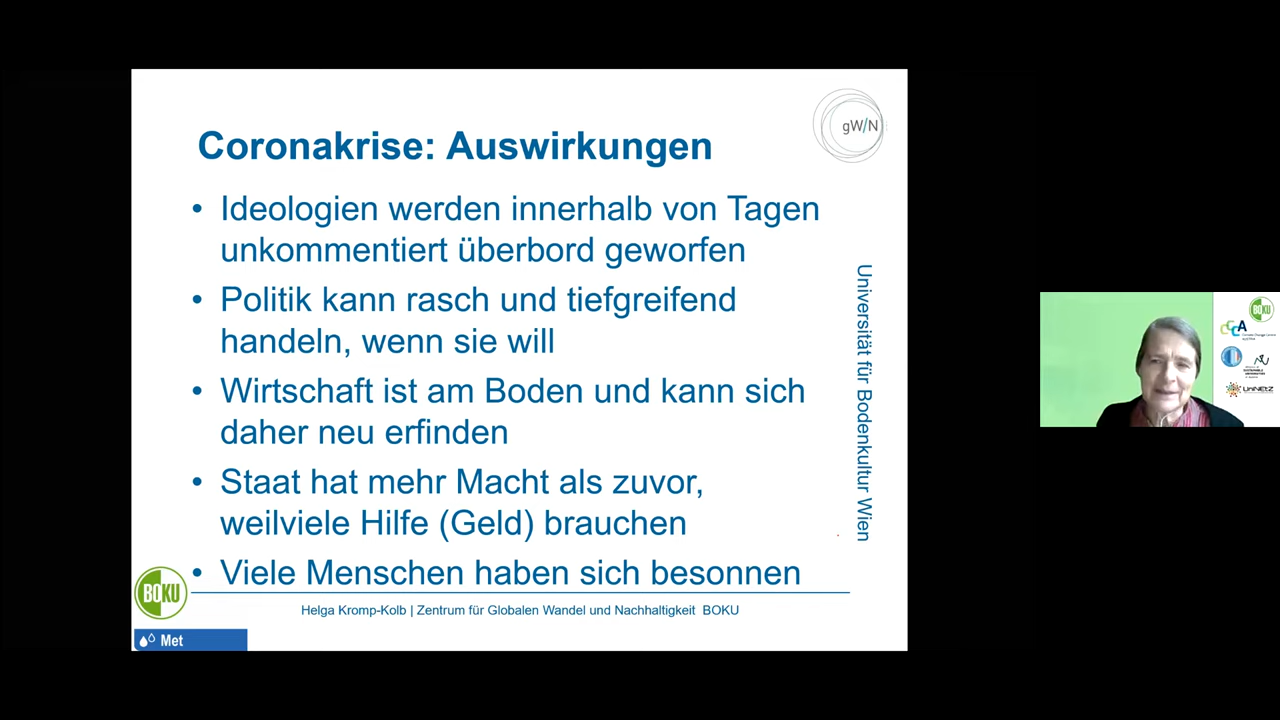 gW/N
Coronakrise: Auswirkungen
• Ideologien werden innerhalb von Tagen
unkommentiert überbord geworfen
• Politik kann rasch und tiefgreifend
handeln, wenn sie will
• Wirtschaft ist am Boden und kann sich
daher neu erfinden
• Staat hat mehr Macht als zuvor,
weilviele Hilfe (Geld) brauchen
• Viele Menschen haben sich besonnen
Universität für Bodenkultur Wien
BOKU
Helga Kromp-Kolb | Zentrum für Globalen Wandel und Nachhaltigkeit BOKU
Met
BOKU
CCCA
UniNEtZ